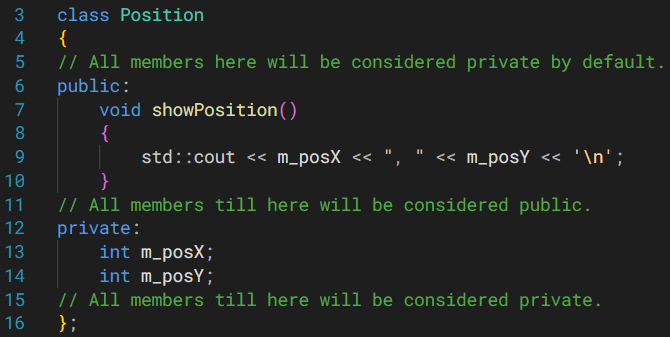 3 class Position
4 {
5 // All members here will be considered private by default.
6 public:
7     void showPosition()
8     {
9         std::cout << m_posX << ", " << m_posY << '\n';
10     }
11 // All members till here will be considered public.
12 private:
13     int m_posX;
14     int m_posY;
15 // All members till here will be considered private.
16 };